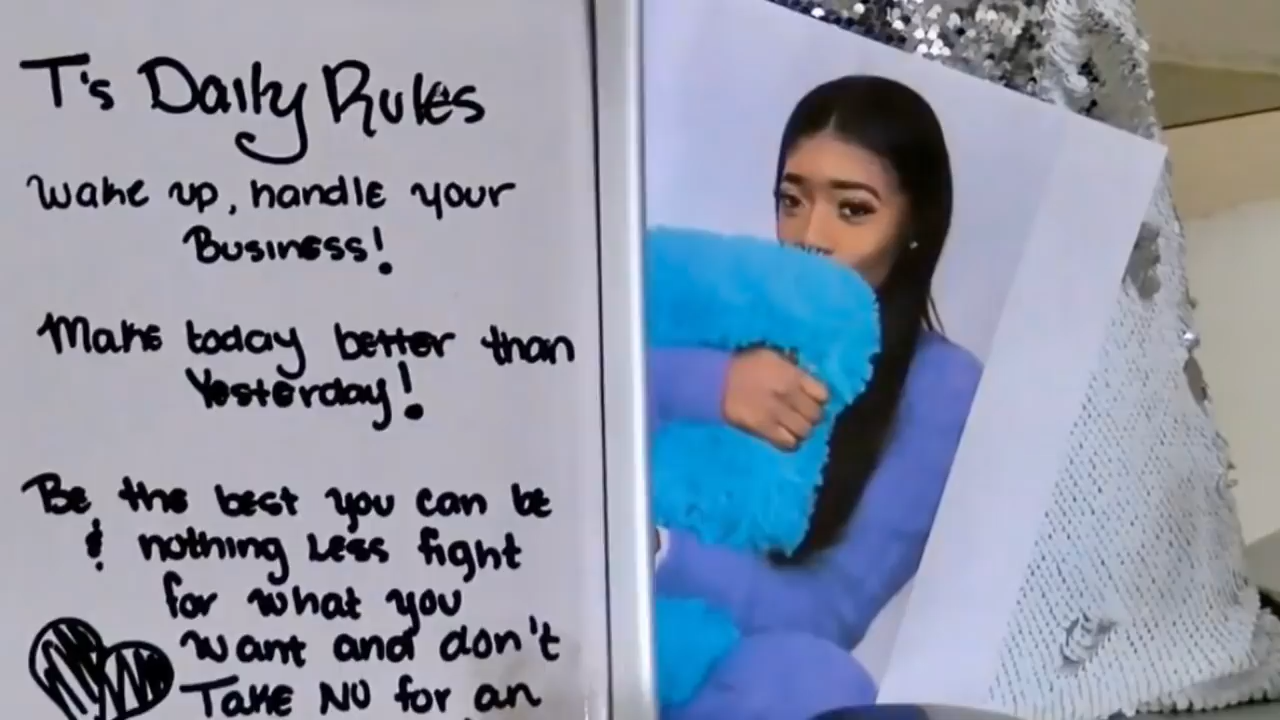 T's Daily Rules
Wake up, handle your
Business!
Make today better than
Yesterday!
Be the best you can be
& nothing Less fight
for what you
want and don't
Take No for an